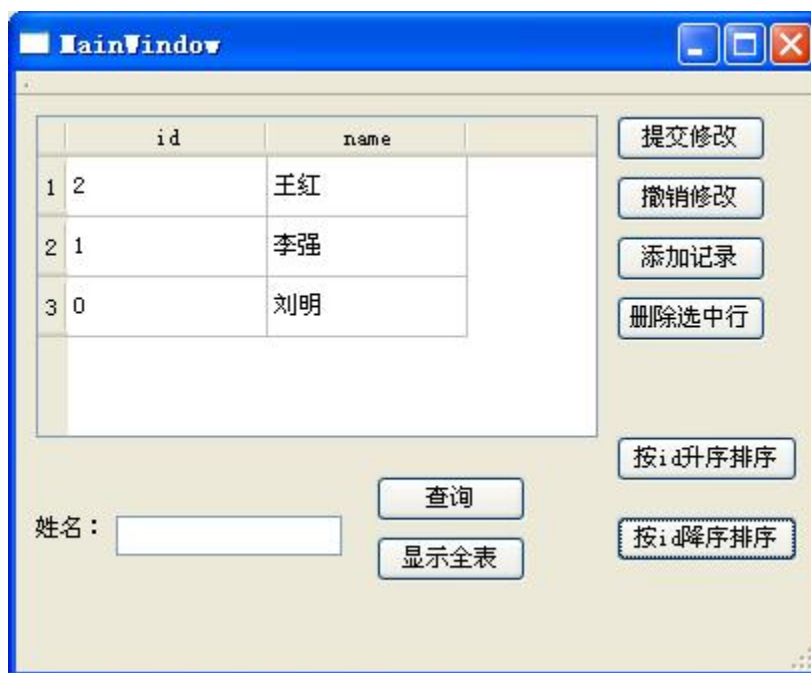 MainWindow
id name
1 2 王红
2 1 李强
3 0 刘明
提交修改
撤销修改
添加记录
删除选中行
按id升序排序
姓名：
查询
显示全表
按id降序排序